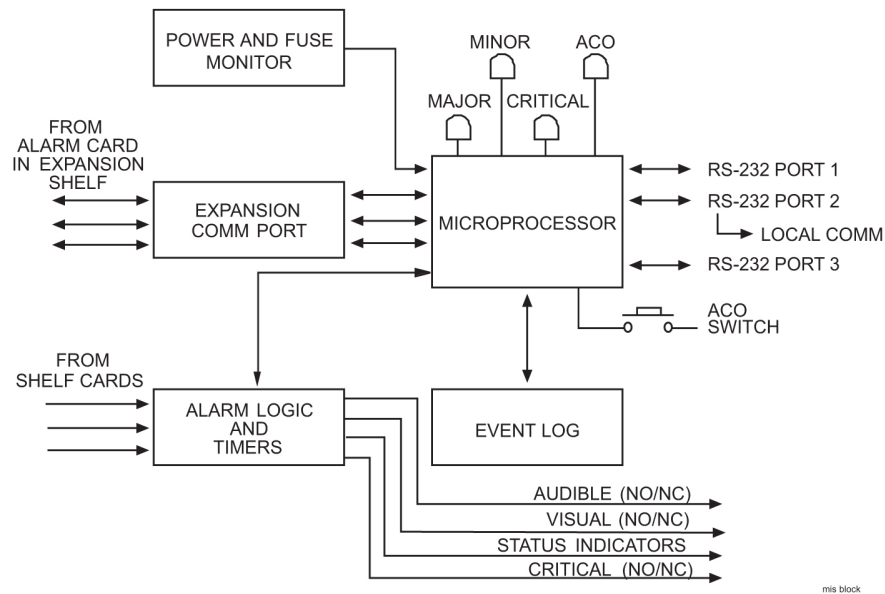 POWER AND FUSE
MONITOR
MINOR
ACO
MAJOR
CRITICAL
FROM
ALARM CARD
IN EXPANSION
SHELF
EXPANSION
COMM PORT
MICROPROCESSOR
RS-232 PORT 1
RS-232 PORT 2
LOCAL COMM
RS-232 PORT 3
ACO
SWITCH
FROM
SHELF CARDS
ALARM LOGIC
AND
TIMERS
EVENT LOG
AUDIBLE (NO/NC)
VISUAL (NO/NC)
STATUS INDICATORS
CRITICAL (NO/NC)
mis block